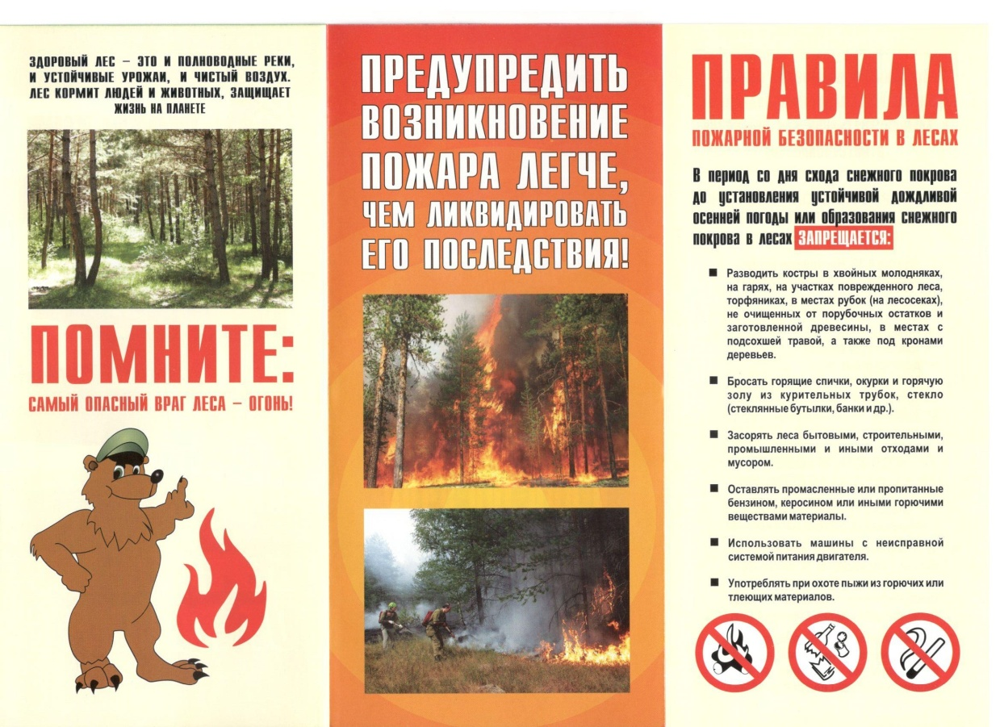 ЗДОРОВЫЙ ЛЕС – ЭТО И ПОЛНОВОДНЫЕ РЕКИ,
И УСТОЙЧИВЫЕ УРОЖАИ, И ЧИСТЫЙ ВОЗДУХ.
ЛЕС КОРМИТ ЛЮДЕЙ И ЖИВОТНЫХ, ЗАЩИЩАЕТ
ЖИЗНЬ НА ПЛАНЕТЕ
ПОМНИТЕ:
САМЫЙ ОПАСНЫЙ ВРАГ ЛЕСА – ОГОНЬ!
ПРЕДУПРЕДИТЬ
ВОЗНИКНОВЕНИЕ
ПОЖАРА ЛЕГЧЕ,
ЧЕМ ЛИКВИДИРОВАТЬ
ЕГО ПОСЛЕДСТВИЯ!
ПРАВИЛА
ПОЖАРНОЙ БЕЗОПАСНОСТИ В ЛЕСАХ
В период со дня схода снежного покрова
до установления устойчивой дождливой
осенней погоды или образования снежного
покрова в лесах ЗАПРЕЩАЕТСЯ:
■ Разводить костры в хвойных молодняках,
на гарях, на участках поврежденного леса,
торфяниках, в местах рубок (на лесосеках),
не очищенных от порубочных остатков и
заготовленной древесины, в местах с
подсохшей травой, а также под кронами
деревьев.
■ Бросать горящие спички, окурки и горячую
золу из курительных трубок, стекло
(стеклянные бутылки, банки и др.).
■ Засорять леса бытовыми, строительными,
промышленными и иными отходами и
мусором.
■ Оставлять промасленные или пропитанные
бензином, керосином или иными горючими
веществами материалы.
■ Использовать машины с неисправной
системой питания двигателя.
■ Употреблять при охоте пыжи из горючих или
тлеющих материалов.